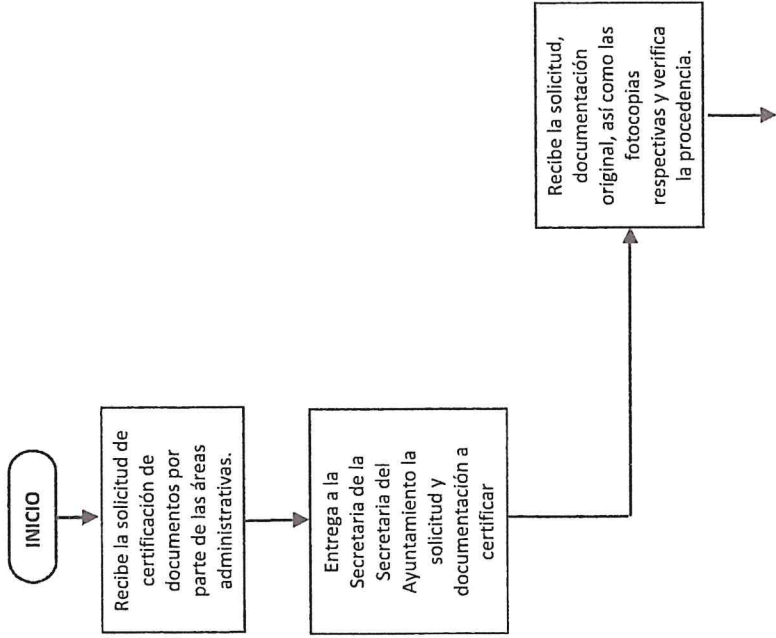 INICIO
Recibe la solicitud de
certificación de
documentos por
parte de las áreas
administrativas.
Entrega a la
Secretaria de la
Secretaria del
Ayuntamiento la
solicitud y
documentación a
certificar
Recibe la solicitud,
documentación
original, así como las
fotocopias
respectivas y verifica
la procedencia.